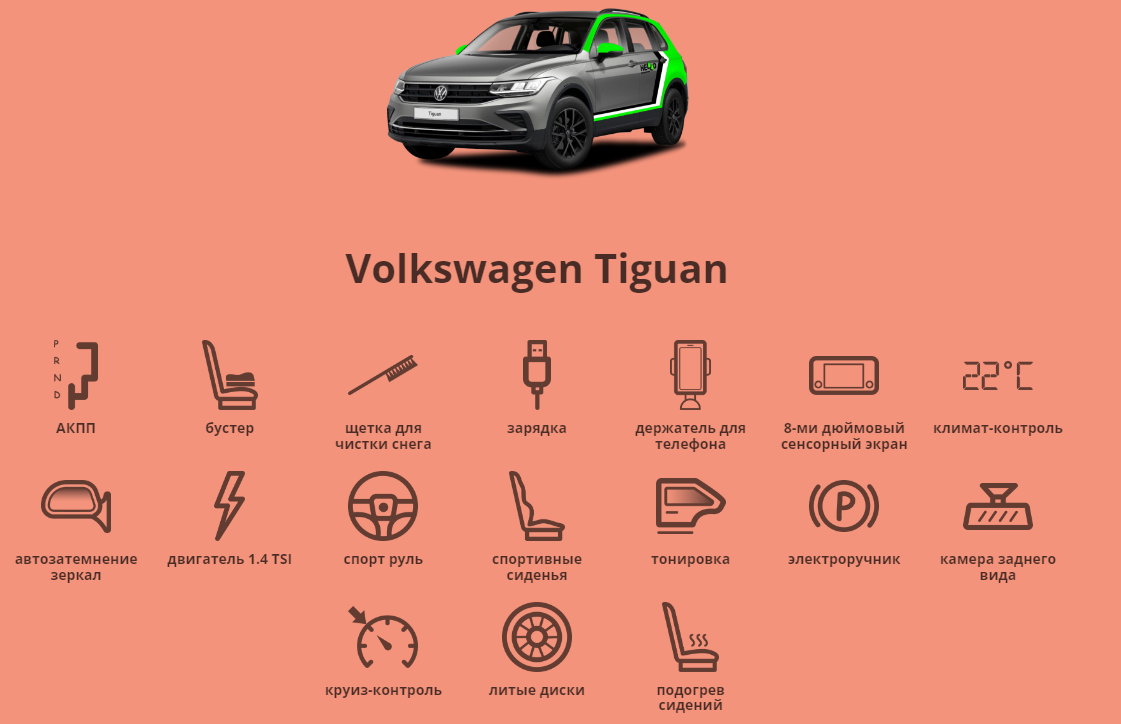 HELLO
Tiguan
Volkswagen Tiguan
P
R
N
D
22°C
АКПП
бустер
щетка для
чистки снега
зарядка
держатель для
телефона
8-ми дюймовый
сенсорный экран
климат-контроль
P
автозатемнение
зеркал
двигатель 1.4 TSI
спорт руль
спортивные
сиденья
тонировка
электроручник
камера заднего
вида
круиз-контроль
литые диски
подогрев
сидений